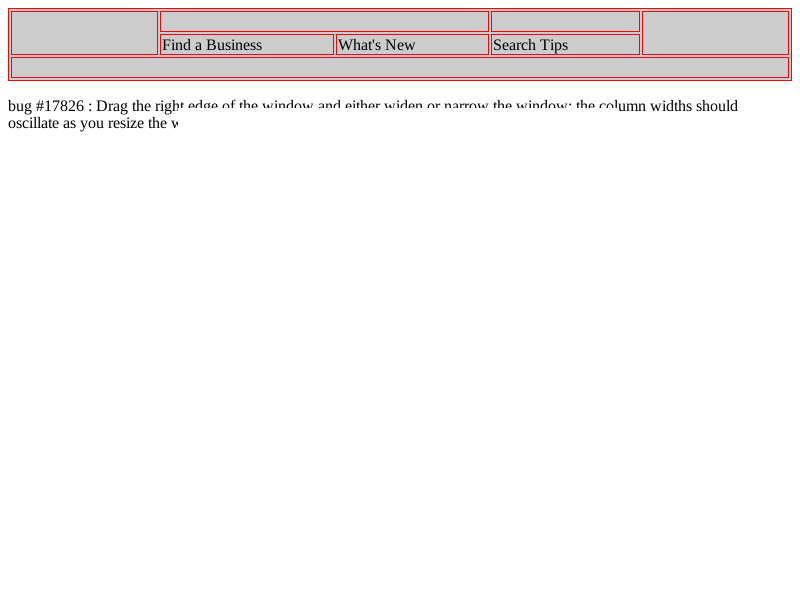 Find a Business What's New Search Tips
bug #17826 : Drag the right edge of the window and either widen or narrow the window; the column widths should
oscillate as you resize the